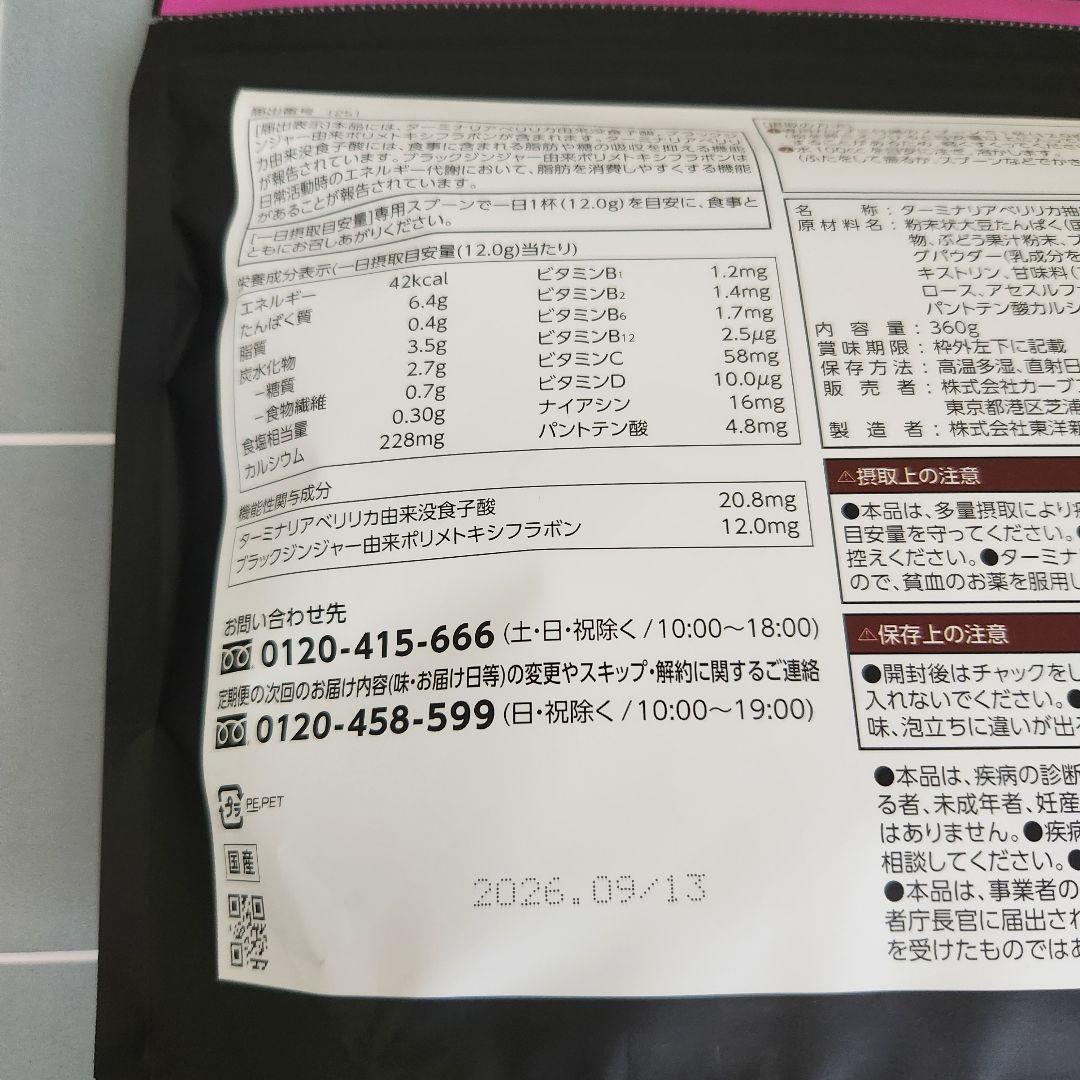 届出番号 I251
[届出表示]本品には、ターミナリアベリリカ由来没食子酸、ブラックジ
ンジャー由来ポリメトキシフラボンが含まれます。ターミナリアベリリ
カ由来没食子酸には、食事に含まれる脂肪や糖の吸収を抑える機能
が報告されています。ブラックジンジャー由来ポリメトキシフラボンは
日常活動時のエネルギー代謝において、脂肪を消費しやすくする機能
があることが報告されています。
[一日摂取目安量]専用スプーンで一日1杯(12.0g)を目安に、食事と
ともにお召しあがりください。
栄養成分表示(一日摂取目安量(12.0g)当たり)
エネルギー 42kcal
たんぱく質 6.4g
脂質 0.4g
炭水化物 3.5g
−糖質 2.7g
−食物繊維 0.7g
食塩相当量 0.30g
カルシウム 228mg
ビタミンB1 1.2mg
ビタミンB2 1.4mg
ビタミンB6 1.7mg
ビタミンB12 2.5μg
ビタミンC 58mg
ビタミンD 10.0μg
ナイアシン 16mg
パントテン酸 4.8mg
機能性関与成分
ターミナリアベリリカ由来没食子酸 20.8mg
ブラックジンジャー由来ポリメトキシフラボン 12.0mg
お問い合わせ先
0120-415-666 (土・日・祝除く/10:00〜18:00)
定期便の次回のお届け内容(味・お届け日等)の変更やスキップ・解約に関するご連絡
0120-458-599 (日・祝除く/10:00〜19:00)
プラ PE,PET
国産
2026.09/13
(ふたをして振るか、スプーンなどでかき
名称:ターミナリアベリリカ抽
原材料名:粉末状大豆たんぱく(国
物、ぶどう果汁粉末、
グパウダー(乳成分を
キストリン、甘味料(
ロース、アセスルファ
パントテン酸カルシ
内容量:360g
賞味期限:枠外左下に記載
保存方法:高温多湿、直射日
販売者:株式会社カーブス
東京都港区芝浦
製造者:株式会社東洋新
⚠摂取上の注意
●本品は、多量摂取により疾
目安量を守ってください。●
控えください。●ターミナ
ので、貧血のお薬を服用し
⚠保存上の注意
●開封後はチャックをし
入れないでください。●
味、泡立ちに違いが出る
●本品は、疾病の診断
る者、未成年者、妊産
はありません。●疾病
相談してください。●
●本品は、事業者の
者庁長官に届出され
を受けたものではあ